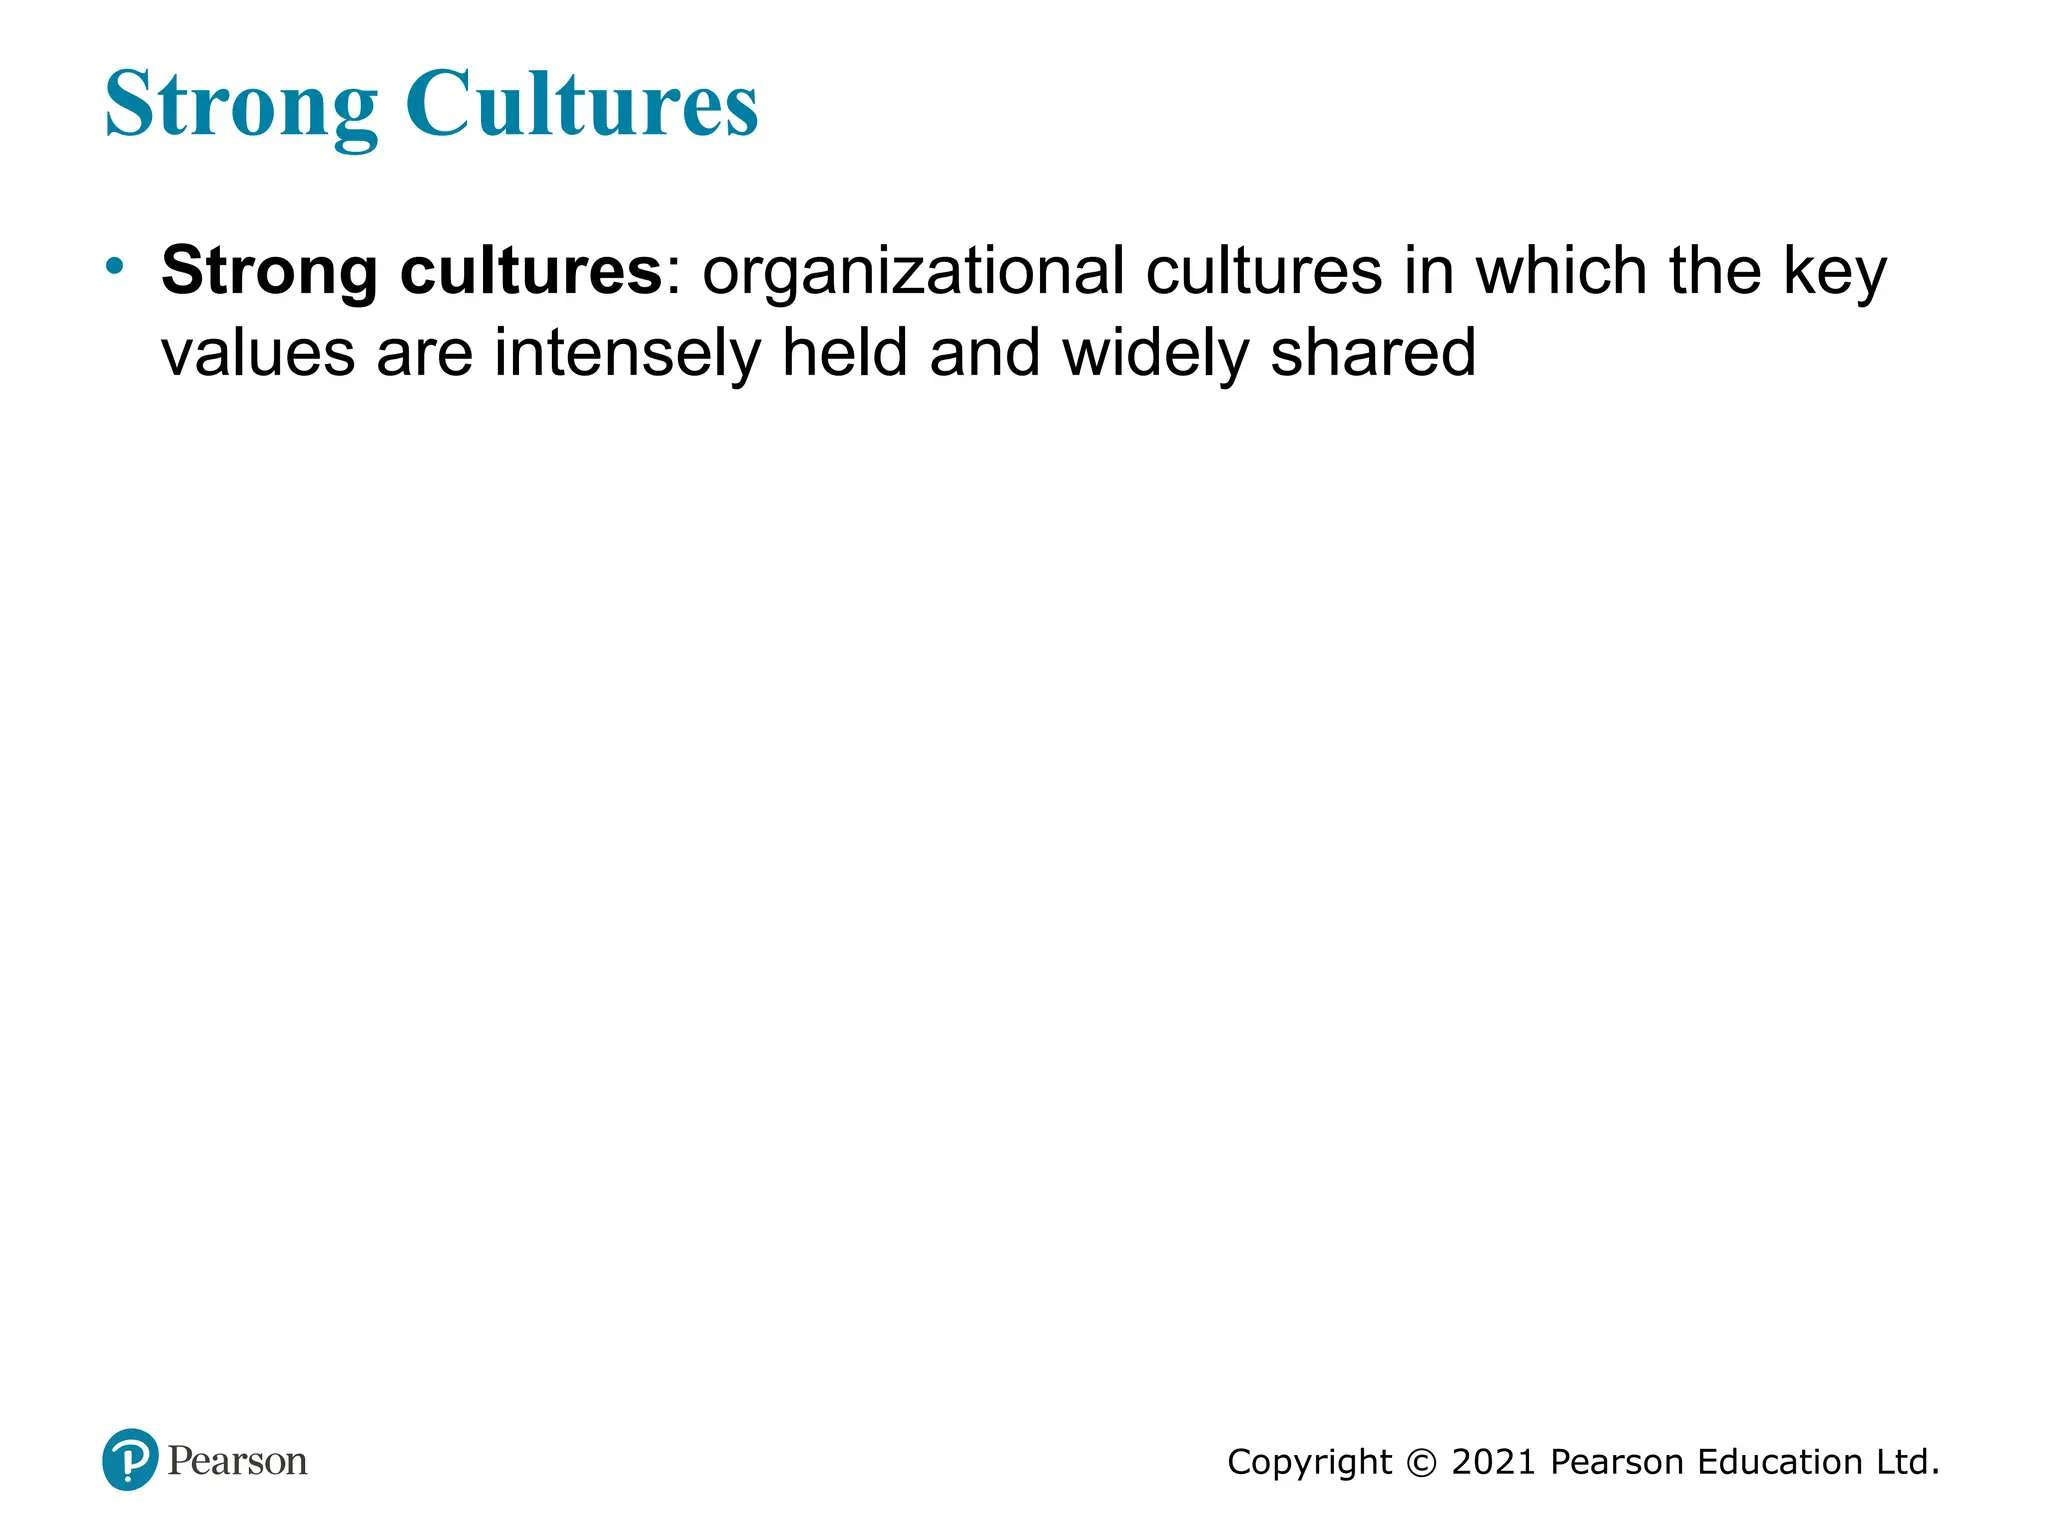 Strong Cultures
• Strong cultures: organizational cultures in which the key
values are intensely held and widely shared
Pearson
Copyright © 2021 Pearson Education Ltd.